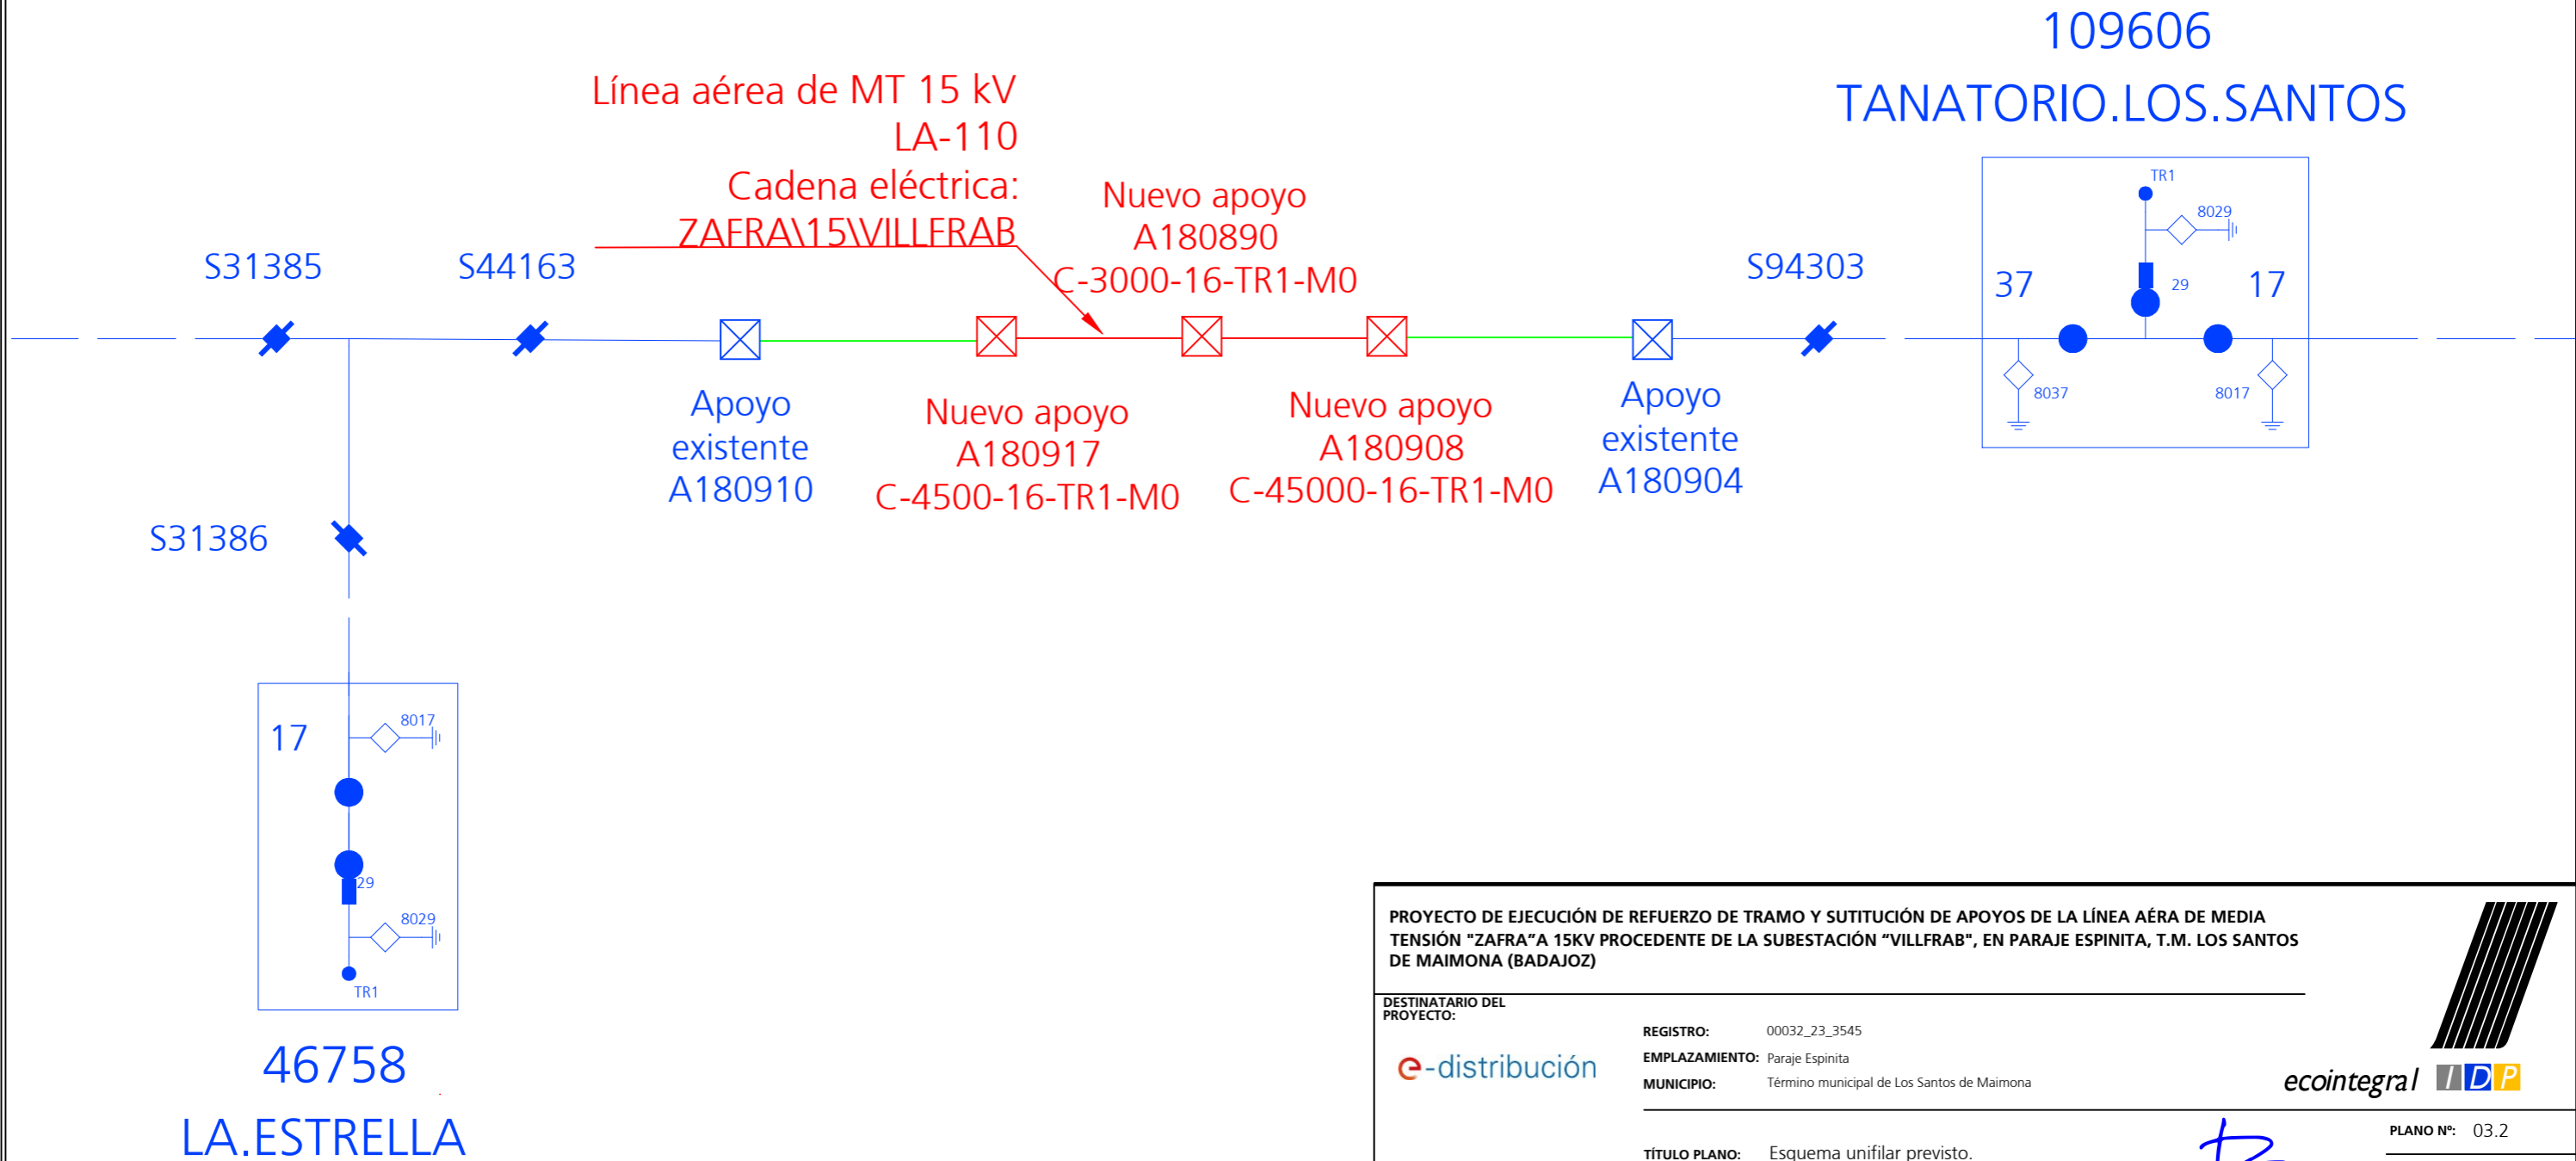 109606
TANATORIO.LOS.SANTOS
Línea aérea de MT 15 kV
LA-110
Cadena eléctrica:
ZAFRA\15\VILLFRAB
Nuevo apoyo
A180890
C-3000-16-TR1-M0
S31385
S44163
S94303
TR1
8029
37
29
17
8037
8017
Apoyo
existente
A180910
Nuevo apoyo
A180917
C-4500-16-TR1-M0
Nuevo apoyo
A180908
C-45000-16-TR1-M0
Apoyo
existente
A180904
S31386
17
8017
29
8029
TR1
46758
LA.ESTRELLA
PROYECTO DE EJECUCIÓN DE REFUERZO DE TRAMO Y SUTITUCIÓN DE APOYOS DE LA LÍNEA AÉRA DE MEDIA
TENSIÓN "ZAFRA”A 15KV PROCEDENTE DE LA SUBESTACIÓN “VILLFRAB", EN PARAJE ESPINITA, T.M. LOS SANTOS
DE MAIMONA (BADAJOZ)
DESTINATARIO DEL
PROYECTO:
e-distribución
REGISTRO: 00032_23_3545
EMPLAZAMIENTO: Paraje Espinita
MUNICIPIO: Término municipal de Los Santos de Maimona
ecointegral IDP
PLANO Nº: 03.2
TÍTULO PLANO: Esquema unifilar previsto.